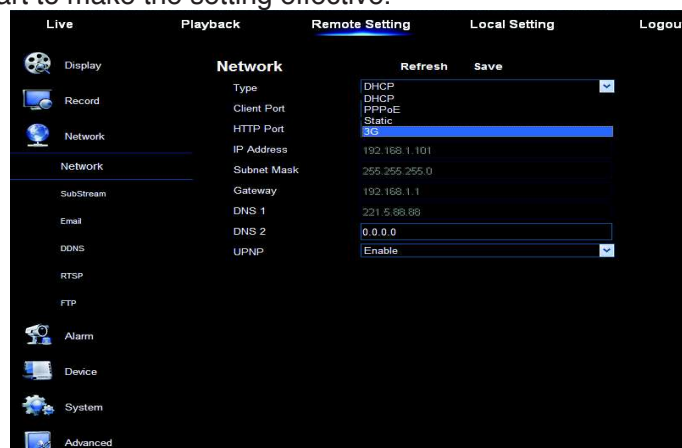 art to make the setting effective.
Live Playback Remote Setting Local Setting Logou
Display
Record
Network
Network
SubStream
Email
DDNS
RTSP
FTP
Alarm
Device
System
Advanced
Network Refresh Save
Type DHCP
DHCP
PPPoE
Static
3G
Client Port
HTTP Port
IP Address 192.168.1.101
Subnet Mask 255.255.255.0
Gateway 192.168.1.1
DNS 1 221.5.88.88
DNS 2 0.0.0.0
UPNP Enable